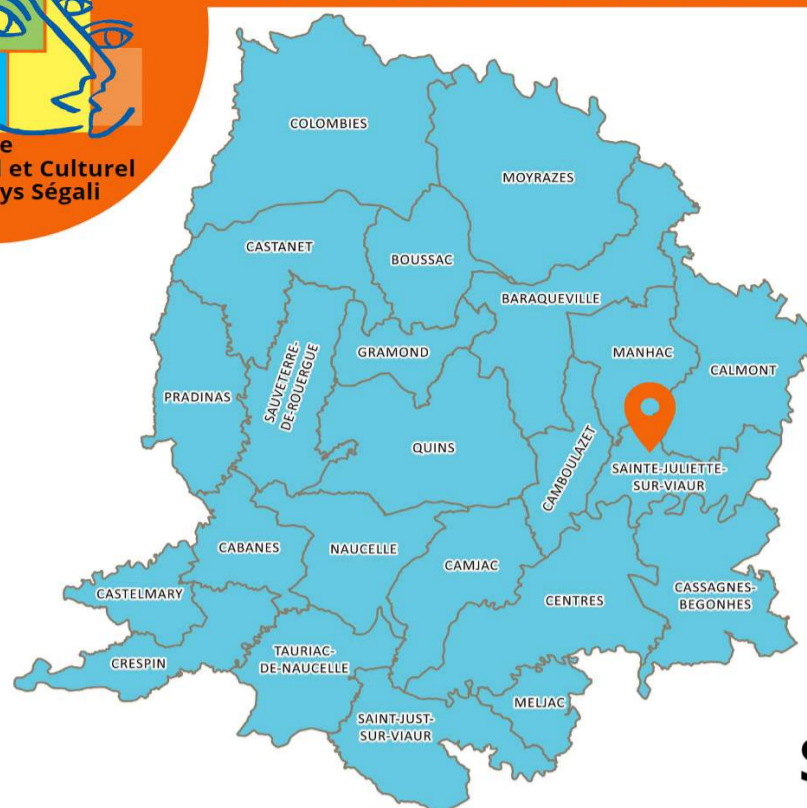 e
l et Culturel
ys Ségali
COLOMBIES
MOYRAZES
CASTANET
BOUSSAC
BARAQUEVILLE
SAUVETERRE-
DE-ROUERGUE
GRAMOND
MANHAC
CALMONT
PRADINAS
QUINS
CAMBOULAZET
SAINTE-JULIETTE-
SUR-VIAUR
CABANES
NAUCELLE
CAMJAC
CASTELMARY
CENTRES
CASSAGNES-
BEGONHES
CRESPIN
TAURIAC-
DE-NAUCELLE
MELJAC
SAINT-JUST-
SUR-VIAUR
S